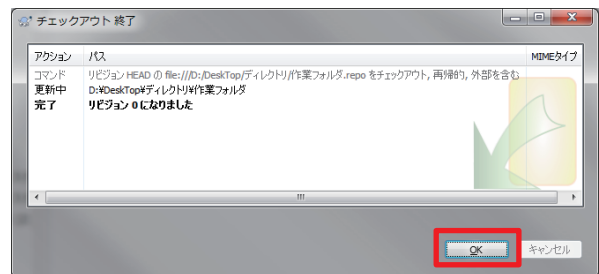 チェックアウト 終了
アクション パス MIMEタイプ
コマンド リビジョン HEAD の file:///D:/DeskTop/ディレクトリ/作業フォルダ.repo をチェックアウト, 再帰的, 外部を含む
更新中 D:¥DeskTop¥ディレクトリ¥作業フォルダ
完了 リビジョン 0 になりました
OK キャンセル